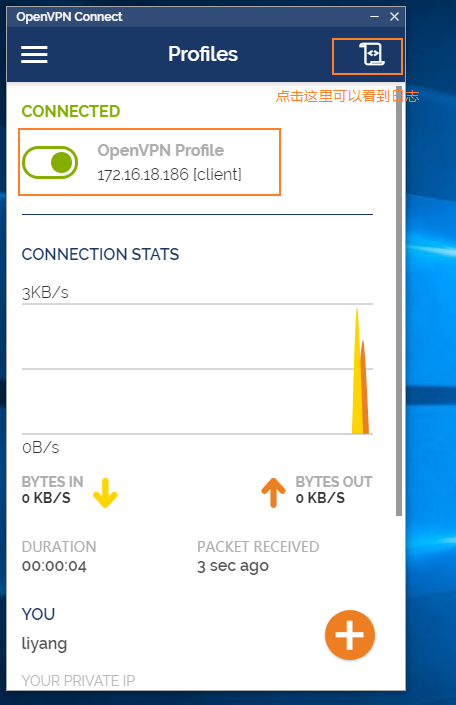 OpenVPN Connect
Profiles
点击这里可以看到日志
CONNECTED
OpenVPN Profile
172.16.18.186 [client]
CONNECTION STATS
3KB/s
0B/s
BYTES IN
0 KB/S
BYTES OUT
0 KB/S
DURATION
00:00:04
PACKET RECEIVED
3 sec ago
YOU
liyang
YOUR PRIVATE IP